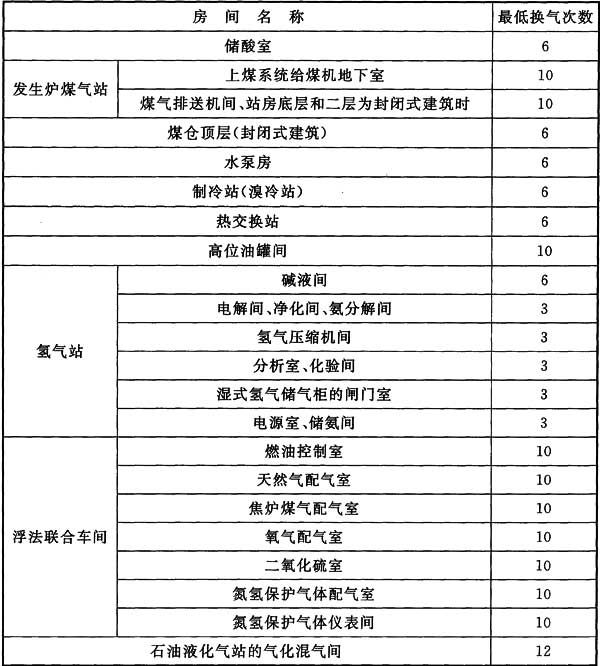 房 间 名 称 最低换气次数
储酸室 6
发生炉煤气站 上煤系统给煤机地下室 10
煤气排送机间、站房底层和二层为封闭式建筑时 10
煤仓顶层(封闭式建筑) 6
水泵房 6
制冷站(溴冷站) 6
热交换站 6
高位油罐间 10
氢气站 碱液间 6
电解间、净化间、氨分解间 3
氢气压缩机间 3
分析室、化验间 3
湿式氢气储气柜的闸门室 3
电源室、储氨间 3
浮法联合车间 燃油控制室 10
天然气配气室 10
焦炉煤气配气室 10
氧气配气室 10
二氧化硫室 10
氮氢保护气体配气室 10
氮氢保护气体仪表间 10
石油液化气站的气化混气间 12